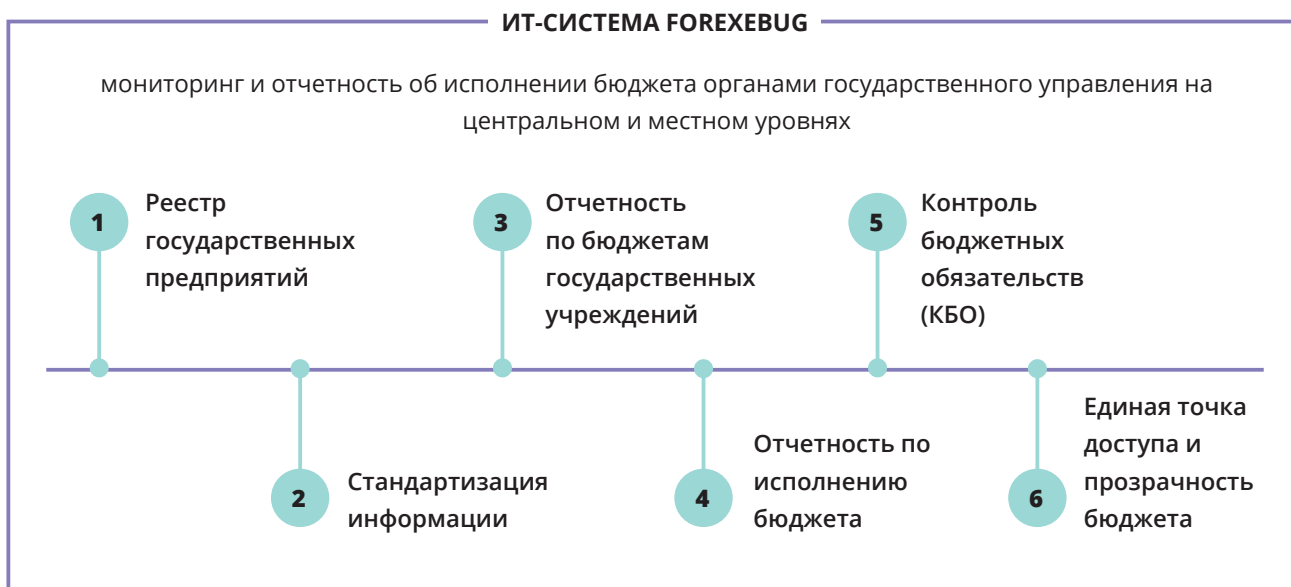 ИТ-СИСТЕМА FOREXEBUG
мониторинг и отчетность об исполнении бюджета органами государственного управления на
центральном и местном уровнях
1
Реестр
государственных
предприятий
2
Стандартизация
информации
3
Отчетность
по бюджетам
государственных
учреждений
4
Отчетность по
исполнению
бюджета
5
Контроль
бюджетных
обязательств
(КБО)
6
Единая точка
доступа и
прозрачность
бюджета